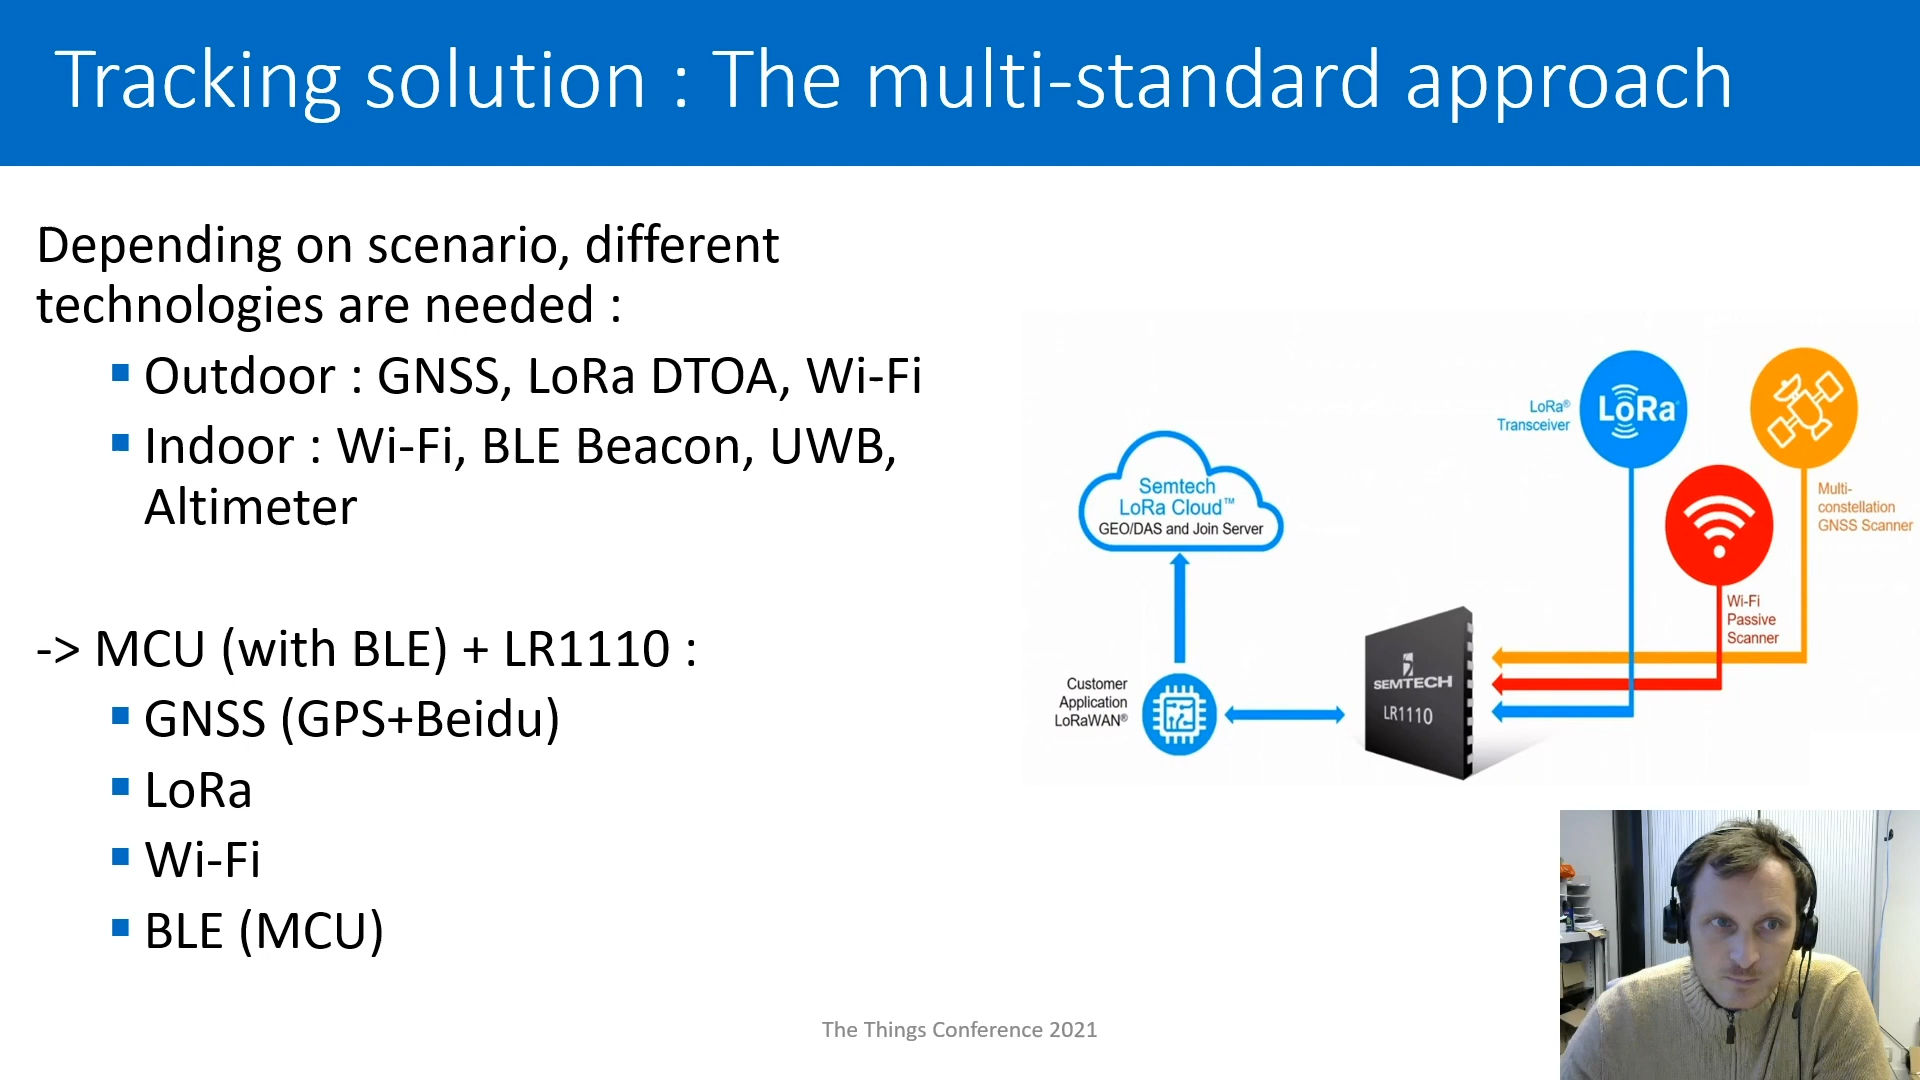 Tracking solution : The multi-standard approach
Depending on scenario, different
technologies are needed :
▪ Outdoor : GNSS, LoRa DTOA, Wi-Fi
▪ Indoor : Wi-Fi, BLE Beacon, UWB,
Altimeter
-> MCU (with BLE) + LR1110 :
▪ GNSS (GPS+Beidu)
▪ LoRa
▪ Wi-Fi
▪ BLE (MCU)
LoRa®
Transceiver
LoRa
Multi-
constellation
GNSS Scanner
Wi-Fi
Passive
Scanner
Semtech
LoRa Cloud™
GEO/DAS and Join Server
Customer
Application
LoRaWAN®
SEMTECH
LR1110
The Things Conference 2021